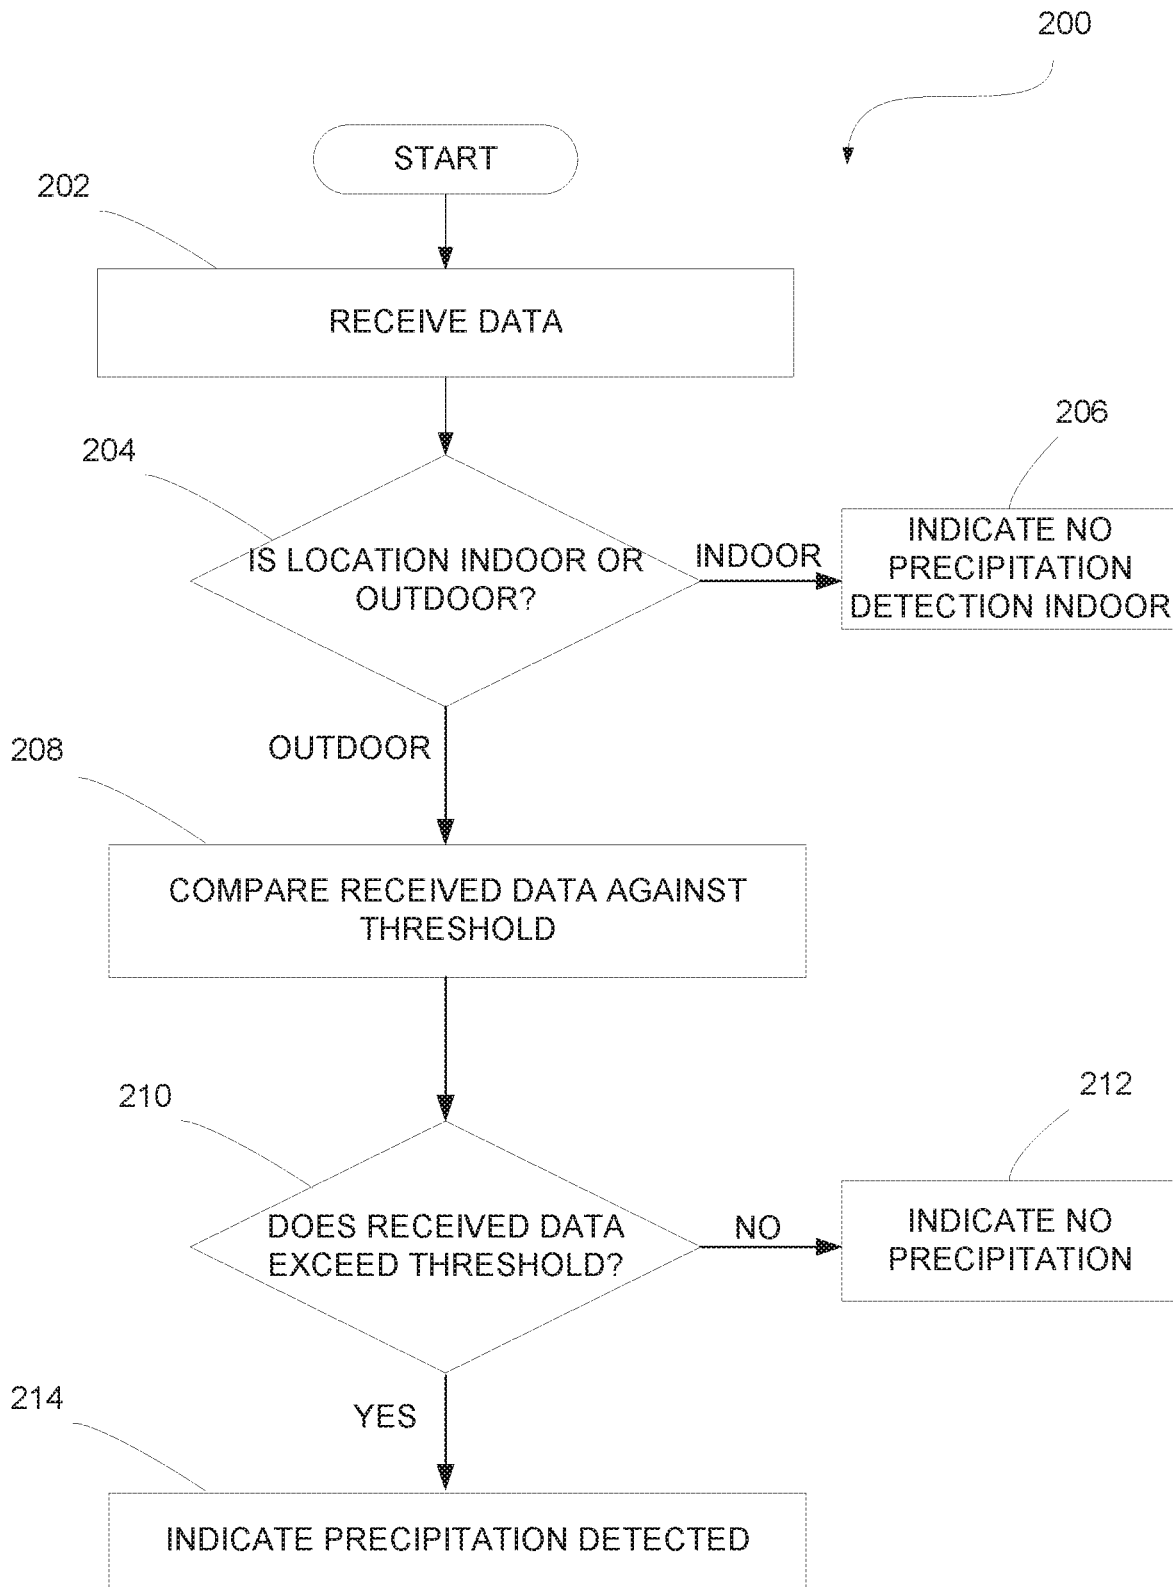 200
START
202
RECEIVE DATA
204
206
IS LOCATION INDOOR OR
OUTDOOR?
INDOOR
INDICATE NO
PRECIPITATION
DETECTION INDOOR
OUTDOOR
208
COMPARE RECEIVED DATA AGAINST
THRESHOLD
210
212
DOES RECEIVED DATA
EXCEED THRESHOLD?
NO
INDICATE NO
PRECIPITATION
214
YES
INDICATE PRECIPITATION DETECTED